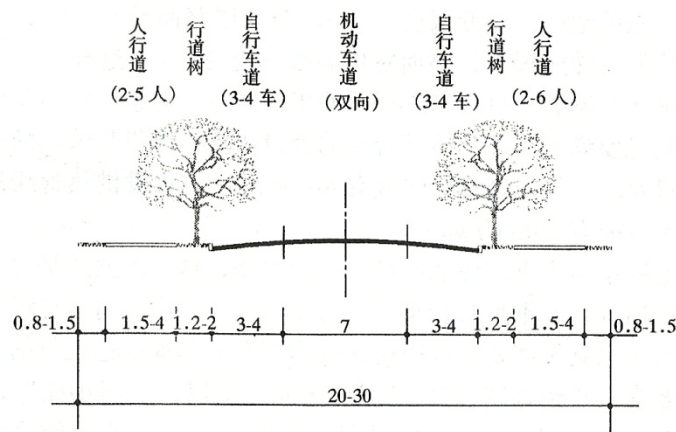 人行道
(2-5人)
行道树
自行车道
(3-4车)
机动车道
(双向)
自行车道
(3-4车)
行道树
人行道
(2-6人)
0.8-1.5
1.5-4
1.2-2
3-4
7
3-4
1.2-2
1.5-4
0.8-1.5
20-30